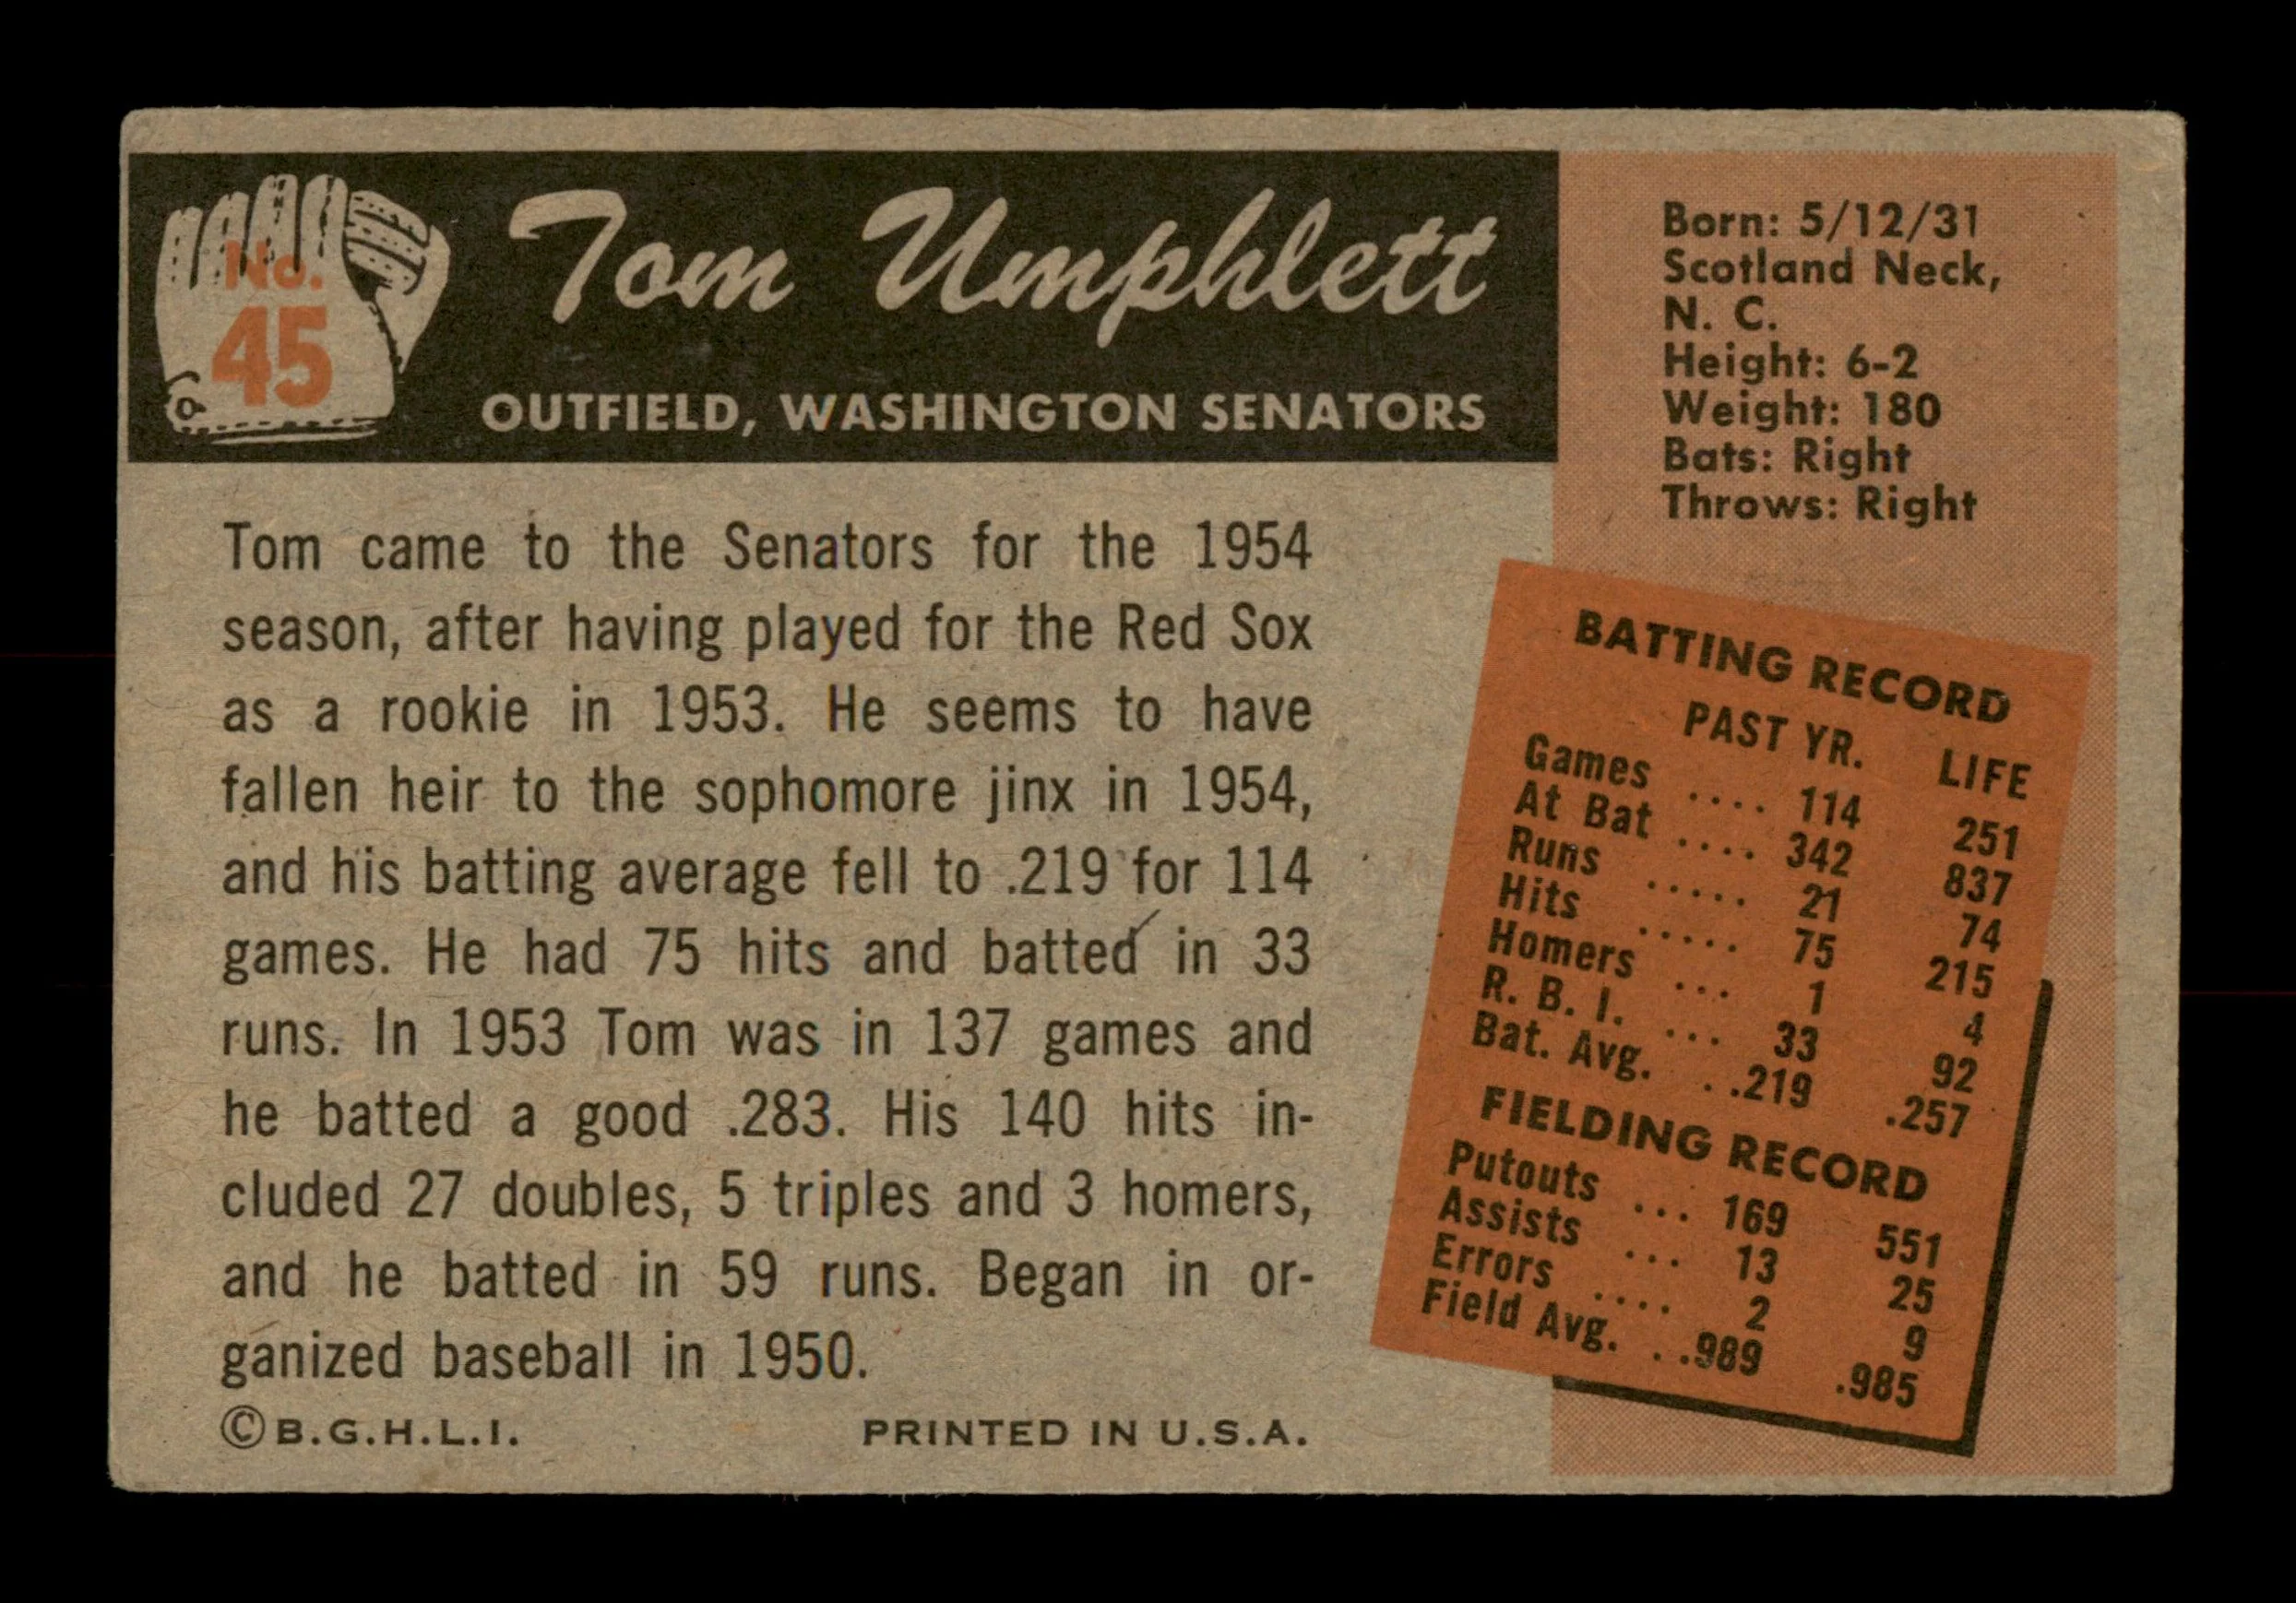 No.
45
Tom Umphlett
OUTFIELD, WASHINGTON SENATORS
Born: 5/12/31
Scotland Neck,
N. C.
Height: 6-2
Weight: 180
Bats: Right
Throws: Right
Tom came to the Senators for the 1954
season, after having played for the Red Sox
as a rookie in 1953. He seems to have
fallen heir to the sophomore jinx in 1954,
and his batting average fell to .219 for 114
games. He had 75 hits and batted in 33
runs. In 1953 Tom was in 137 games and
he batted a good .283. His 140 hits in-
cluded 27 doubles, 5 triples and 3 homers,
and he batted in 59 runs. Began in or-
ganized baseball in 1950.
©B.G.H.L.I. PRINTED IN U.S.A.
BATTING RECORD
PAST YR. LIFE
Games .... 114 251
At Bat .... 342 837
Runs ..... 21 74
Hits ..... 75 215
Homers ... 1 4
R. B. I. ... 33 92
Bat. Avg. ..219 .257
FIELDING RECORD
Putouts ... 169 551
Assists ... 13 25
Errors .... 2 9
Field Avg. ..989 .985